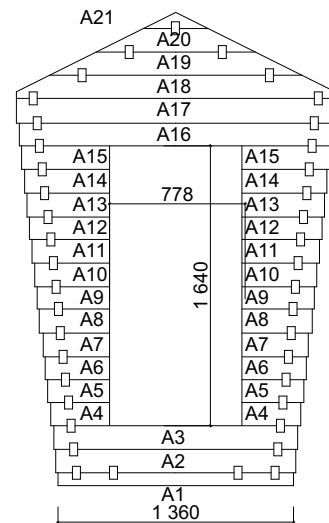 A21
A20
A19
A18
A17
A16
A15 A15
A14 A14
A13 A13
778
A12 A12
A11 A11
A10 A10
1 640
A9 A9
A8 A8
A7 A7
A6 A6
A5 A5
A4 A4
A3
A2
A1
1 360